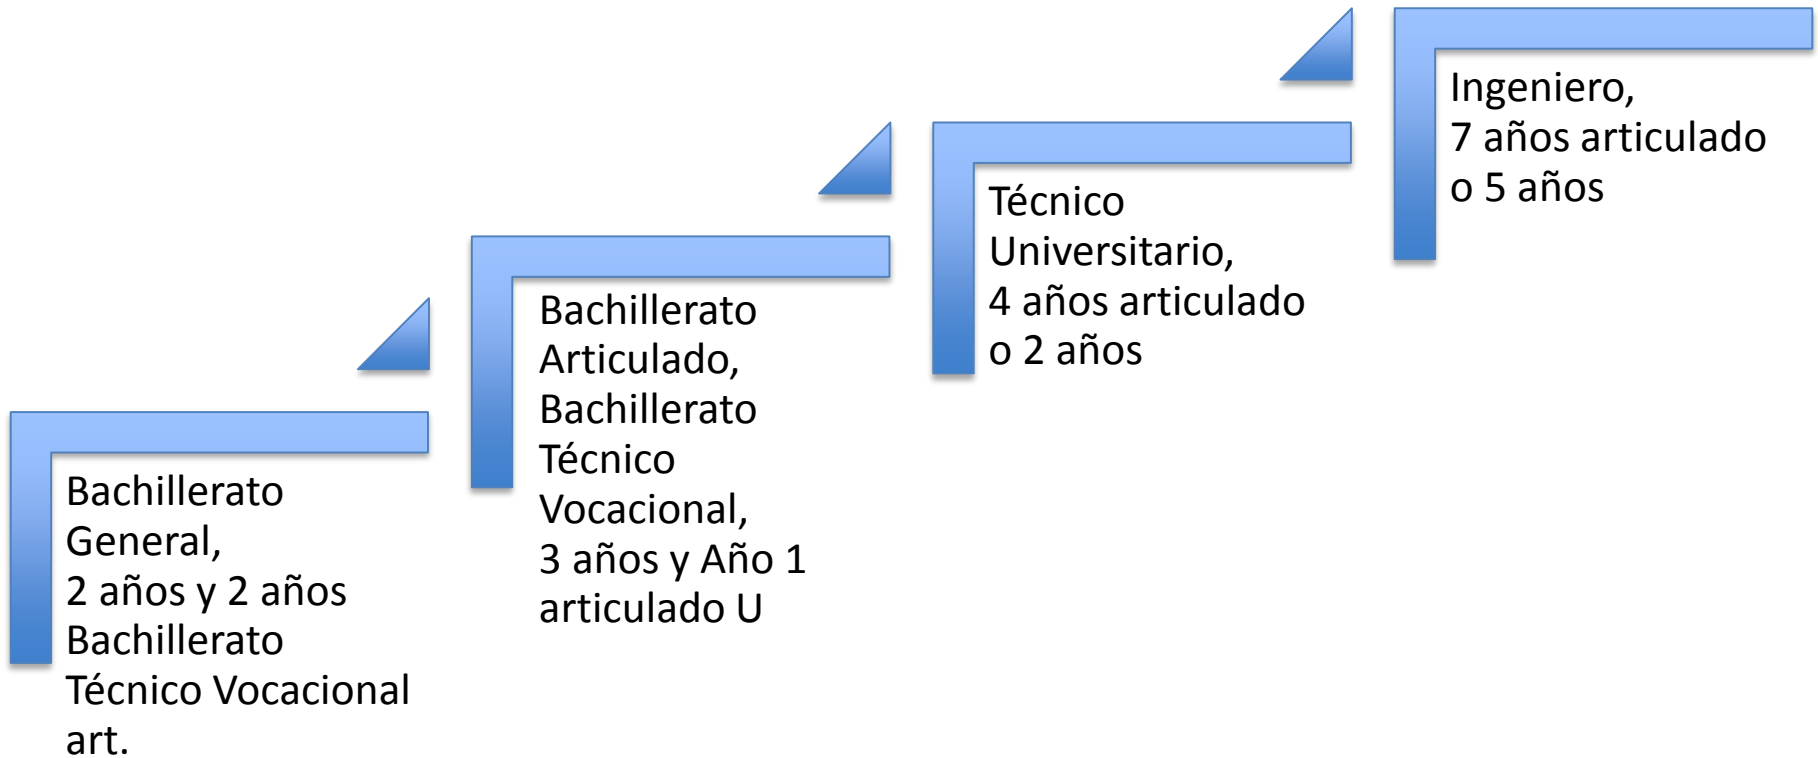 Bachillerato
General,
2 años y 2 años
Bachillerato
Técnico Vocacional
art.
Bachillerato
Articulado,
Bachillerato
Técnico
Vocacional,
3 años y Año 1
articulado U
Técnico
Universitario,
4 años articulado
o 2 años
Ingeniero,
7 años articulado
o 5 años